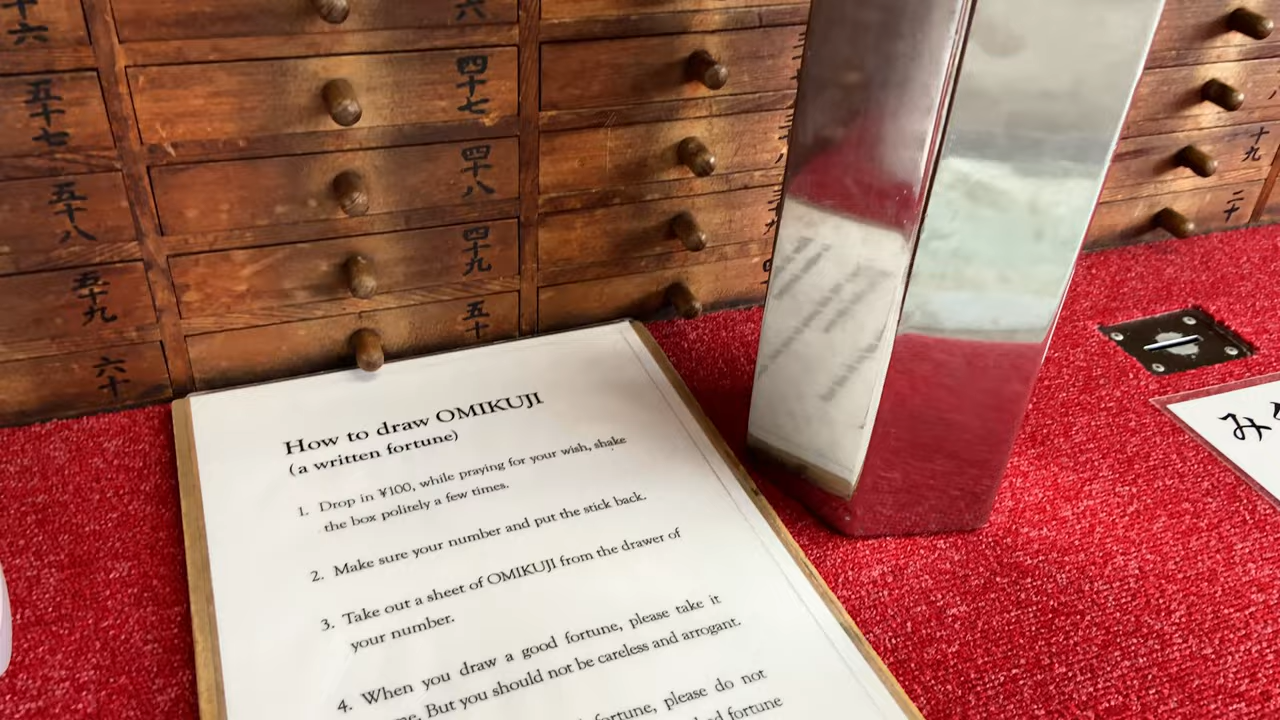 十六
五十七
五十八
五十九
六十
六
四十七
四十八
四十九
五十
九
二十
How to draw OMIKUJI
(a written fortune)
1. Drop in ¥100, while praying for your wish, shake
the box politely a few times.
2. Make sure your number and put the stick back.
3. Take out a sheet of OMIKUJI from the drawer of
your number.
4. When you draw a good fortune, please take it
But you should not be careless and arrogant.
fortune, please do not
fortune
み